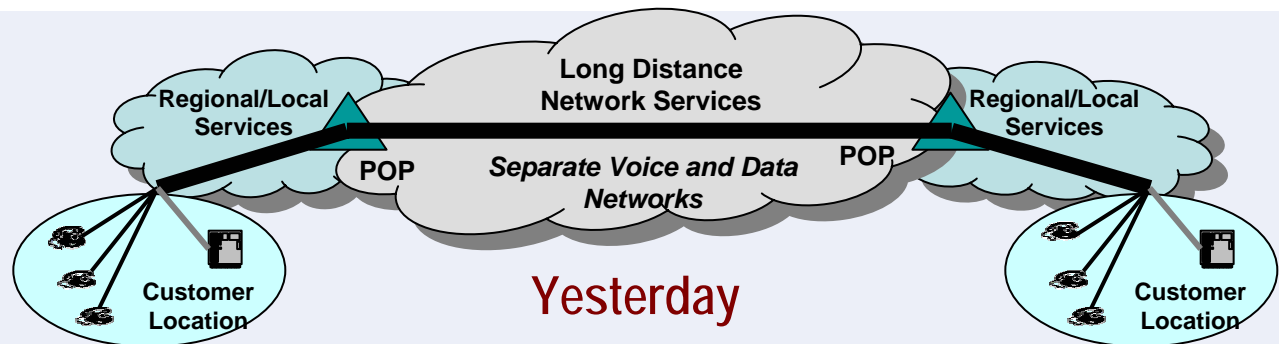 Long Distance
Network Services
Regional/Local
Services
Regional/Local
Services
POP
POP
Separate Voice and Data
Networks
Customer
Location
Yesterday
Customer
Location